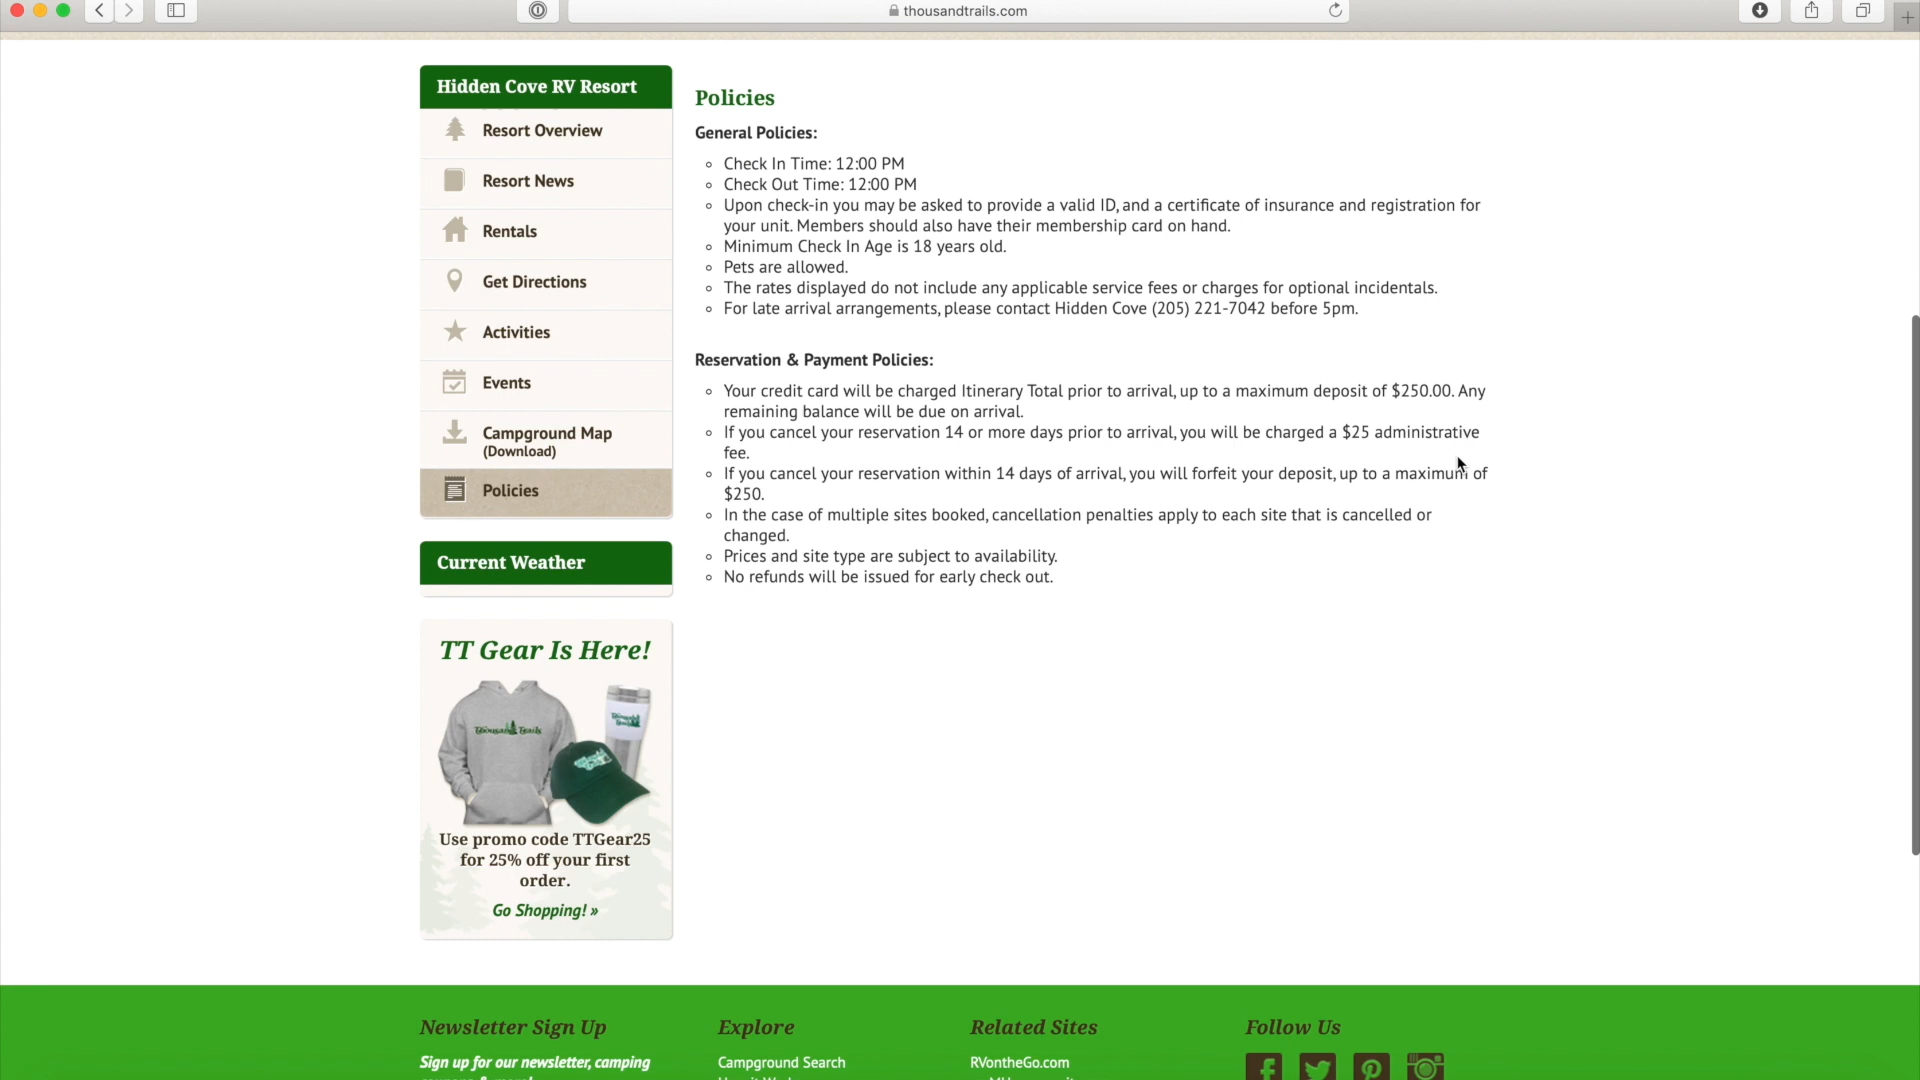 thousandtrails.com
Hidden Cove RV Resort
Resort Overview
Resort News
Rentals
Get Directions
Activities
Events
Campground Map
(Download)
Policies
Current Weather
TT Gear Is Here!
Thousand Trails
Use promo code TTGear25
for 25% off your first
order.
Go Shopping! »
Policies
General Policies:
Check In Time: 12:00 PM
Check Out Time: 12:00 PM
Upon check-in you may be asked to provide a valid ID, and a certificate of insurance and registration for
your unit. Members should also have their membership card on hand.
Minimum Check In Age is 18 years old.
Pets are allowed.
The rates displayed do not include any applicable service fees or charges for optional incidentals.
For late arrival arrangements, please contact Hidden Cove (205) 221-7042 before 5pm.
Reservation & Payment Policies:
Your credit card will be charged Itinerary Total prior to arrival, up to a maximum deposit of $250.00. Any
remaining balance will be due on arrival.
If you cancel your reservation 14 or more days prior to arrival, you will be charged a $25 administrative
fee.
If you cancel your reservation within 14 days of arrival, you will forfeit your deposit, up to a maximum of
$250.
In the case of multiple sites booked, cancellation penalties apply to each site that is cancelled or
changed.
Prices and site type are subject to availability.
No refunds will be issued for early check out.
Newsletter Sign Up
Sign up for our newsletter, camping
Explore
Campground Search
Related Sites
RVontheGo.com
Follow Us